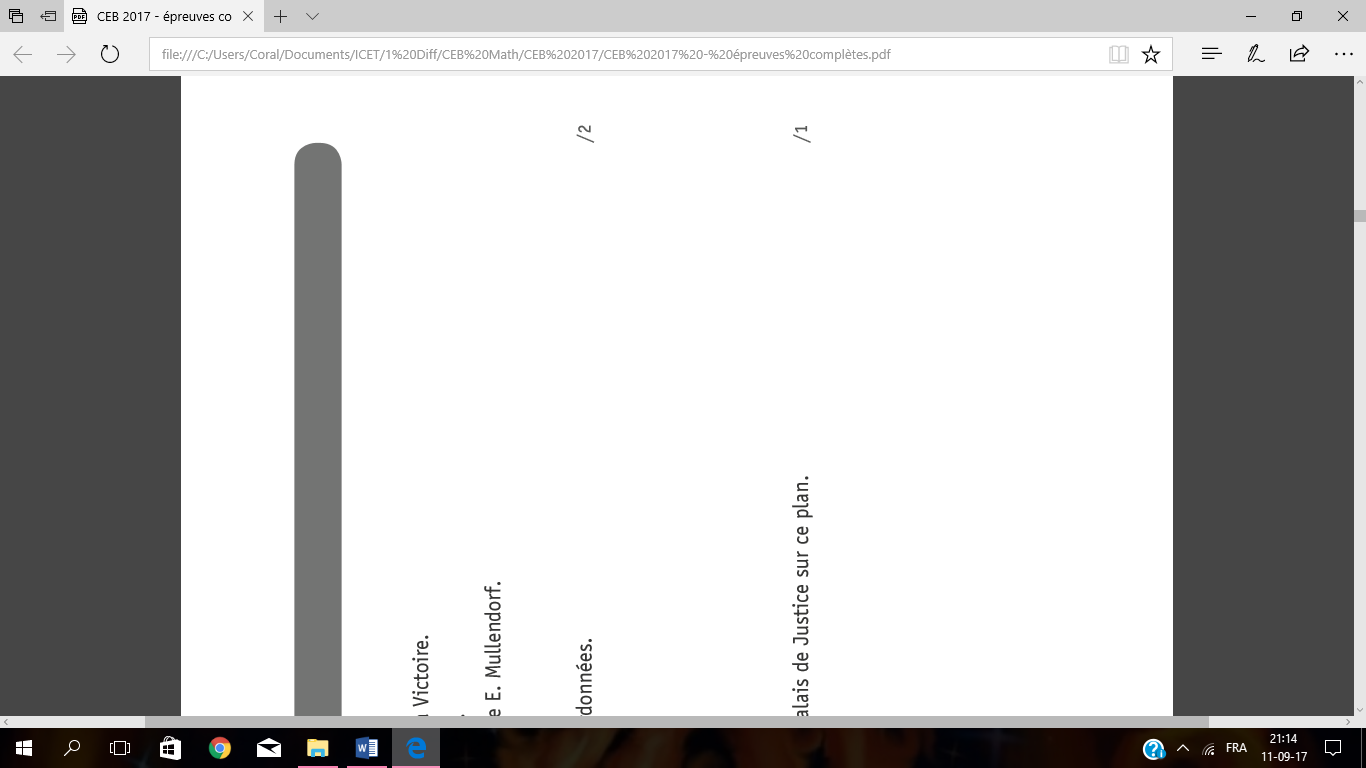 CEB 2017 - épreuves co
file:///C:/Users/Coral/Documents/ICET/1%20Diff/CEB%20Math/CEB%202017/CEB%202017%20-%20épreuves%20complètes.pdf
Victoire.
e E. Mullendorf.
données.
/2
alais de Justice sur ce plan.
/1
FRA
21:14
11-09-17